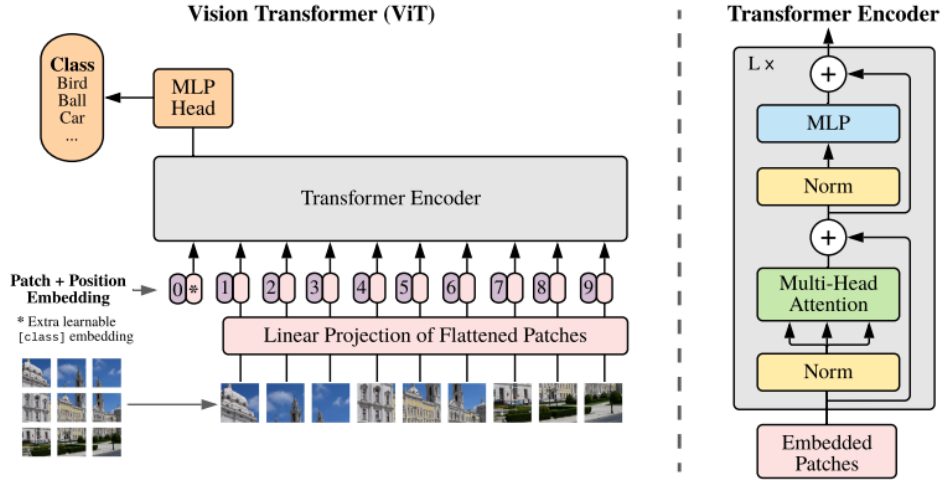 Vision Transformer (ViT)
Class
Bird
Ball
Car
...
MLP
Head
Transformer Encoder
Patch + Position
Embedding
* Extra learnable
[class] embedding
0 * 1 2 3 4 5 6 7 8 9
Linear Projection of Flattened Patches
Transformer Encoder
L ×
+
MLP
Norm
+
Multi-Head
Attention
Norm
Embedded
Patches